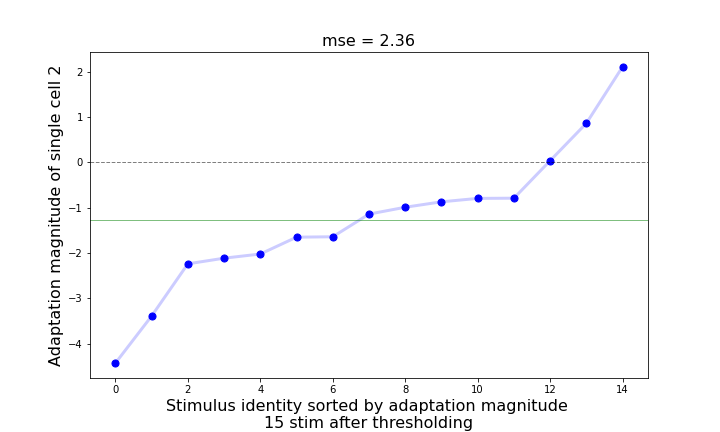 mse = 2.36
Adaptation magnitude of single cell 2
2
1
0
−1
−2
−3
−4
0 2 4 6 8 10 12 14
Stimulus identity sorted by adaptation magnitude
15 stim after thresholding